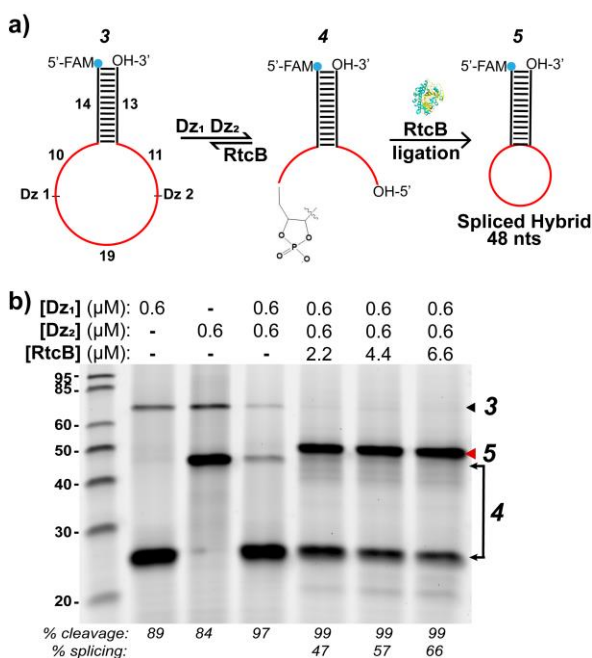 a)
3
4
5
5'-FAM OH-3'
5'-FAM OH-3'
5'-FAM OH-3'
14 13
10 11
Dz 1 Dz 2
19
Dz₁ Dz₂
RtcB
OH-5'
O O
P
O O
RtcB
ligation
Spliced Hybrid
48 nts
b)
[Dz₁] (µM): 0.6 - 0.6 0.6 0.6 0.6
[Dz₂] (µM): - 0.6 0.6 0.6 0.6 0.6
[RtcB] (µM): - - - 2.2 4.4 6.6
95-
85-
60-
50-
40-
30-
20-
3
5
4
% cleavage: 89 84 97 99 99 99
% splicing: 47 57 66